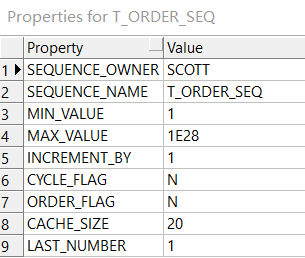 Properties for T_ORDER_SEQ
Property Value
1 SEQUENCE_OWNER SCOTT
2 SEQUENCE_NAME T_ORDER_SEQ
3 MIN_VALUE 1
4 MAX_VALUE 1E28
5 INCREMENT_BY 1
6 CYCLE_FLAG N
7 ORDER_FLAG N
8 CACHE_SIZE 20
9 LAST_NUMBER 1